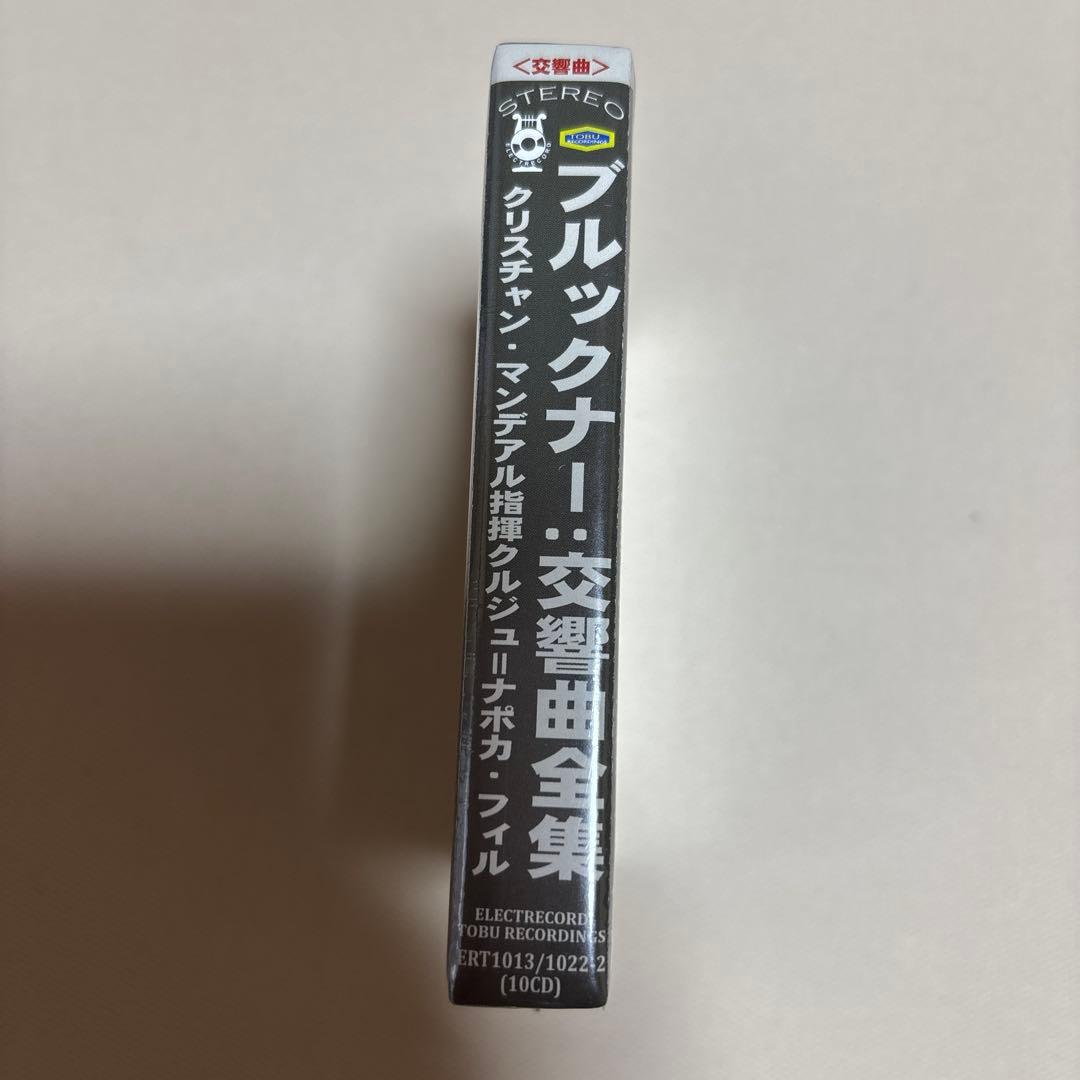 <交響曲>
STEREO
ELECTRECORD
TOBU
RECORDINGS
ブルックナー:交響曲全集
クリスチャン・マンデアル指揮クルジュ=ナポカ・フィル
ELECTRECORD
TOBU RECORDINGS
ERT1013/1022-2
(10CD)